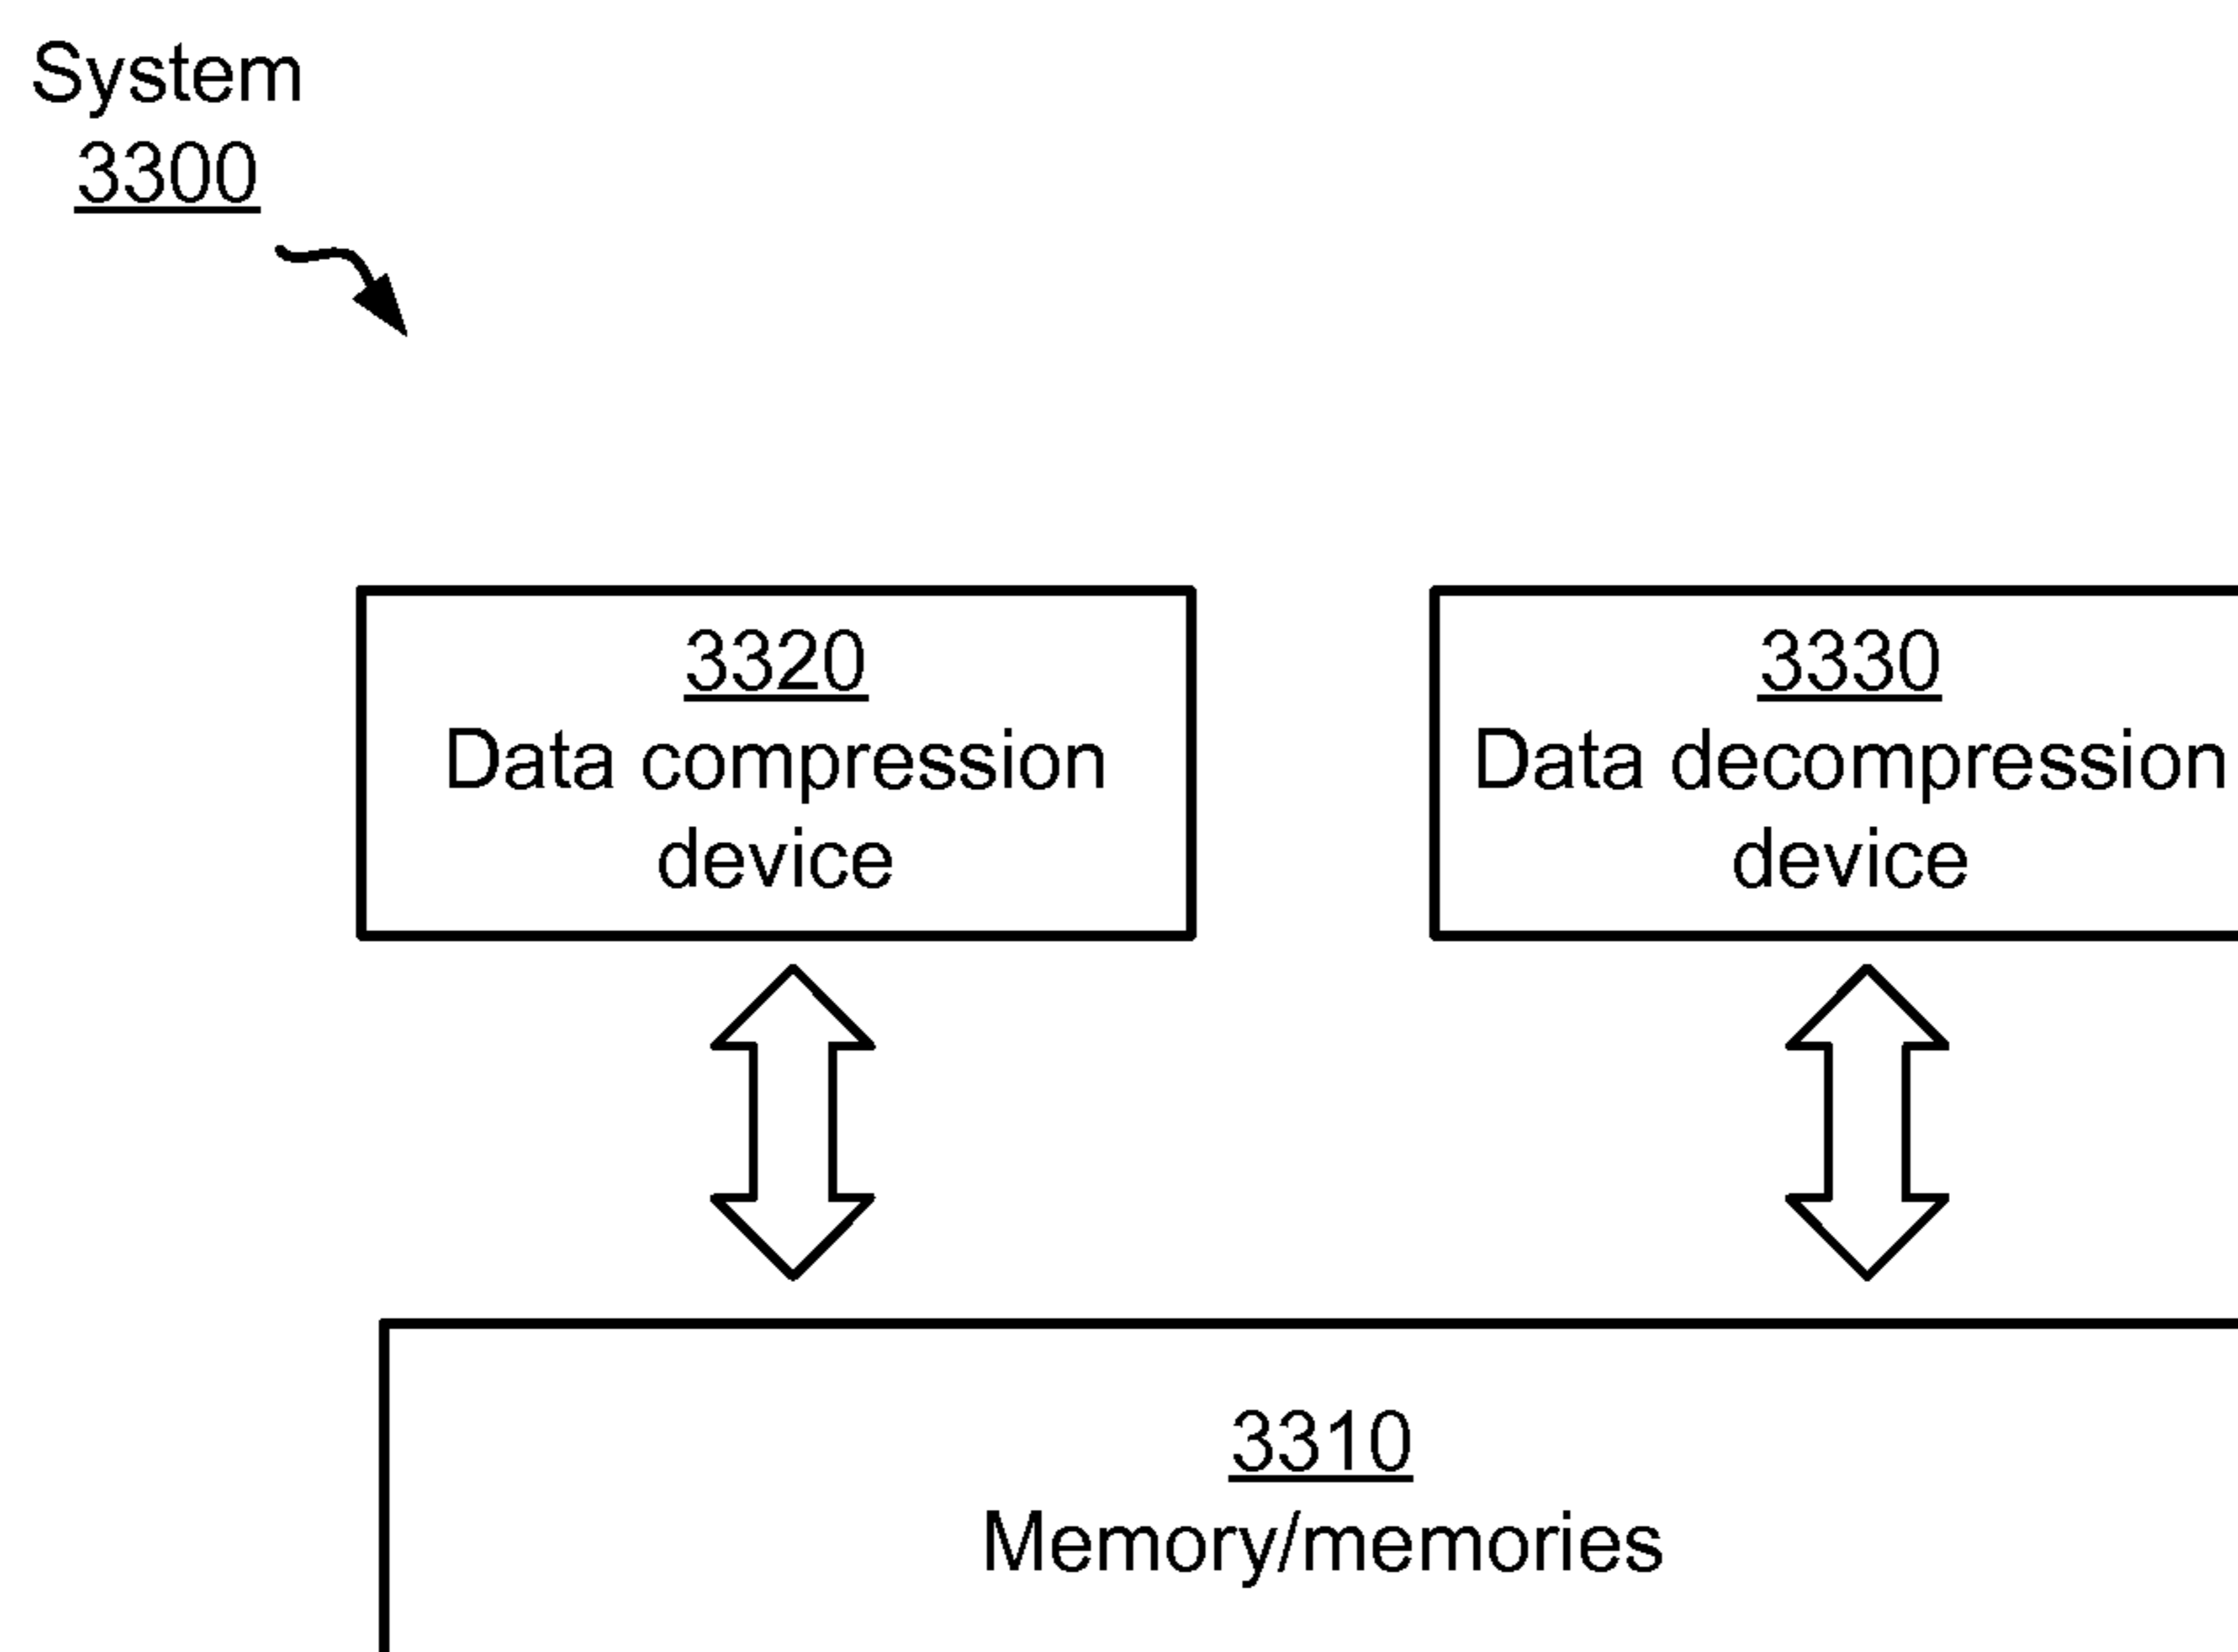 System
3300
3320
Data compression
device
3330
Data decompression
device
3310
Memory/memories